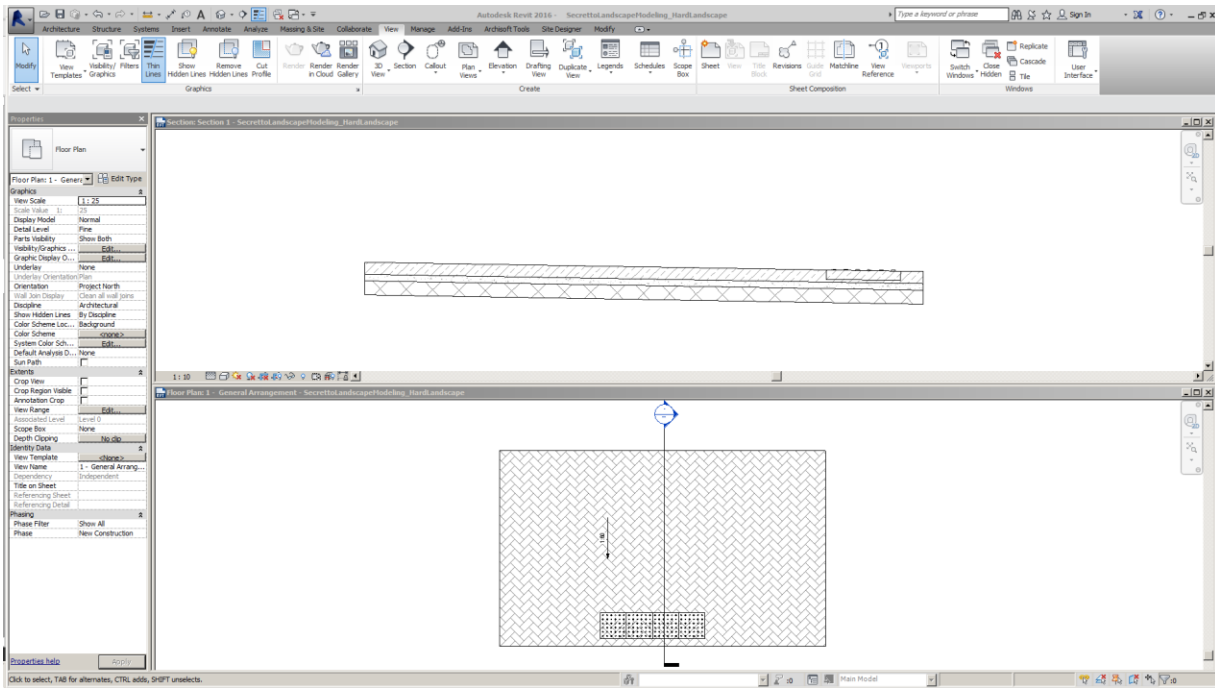 Autodesk Revit 2016 - SecrettoLandscapeModeling_HardLandscape
Type a keyword or phrase
Sign In
Architecture Structure Systems Insert Annotate Analyze Massing & Site Collaborate View Manage Add-Ins Archisoft Tools Site Designer Modify
Modify
View Templates
Visibility/ Graphics
Filters
Thin Lines
Show Hidden Lines
Remove Hidden Lines
Cut Profile
Render
Render in Cloud
Render Gallery
3D View
Section
Callout
Plan Views
Elevation
Drafting View
Duplicate View
Legends
Schedules
Scope Box
Sheet
View
Title Block
Revisions
Guide Grid
Matchline
View Reference
Viewports
Switch Windows
Close Hidden
Replicate
Cascade
Tile
User Interface
Select
Graphics
Create
Sheet Composition
Windows
Properties
Floor Plan
Floor Plan: 1 - Genera
Edit Type
Graphics
View Scale 1 : 25
Scale Value 1: 25
Display Model Normal
Detail Level Fine
Parts Visibility Show Both
Visibility/Graphics ... Edit...
Graphic Display O... Edit...
Underlay None
Underlay Orientation Plan
Orientation Project North
Wall Join Display Clean all wall joins
Discipline Architectural
Show Hidden Lines By Discipline
Color Scheme Loc... Background
Color Scheme <none>
System Color Sch... Edit...
Default Analysis D... None
Sun Path
Extents
Crop View
Crop Region Visible
Annotation Crop
View Range Edit...
Associated Level Level 0
Scope Box None
Depth Clipping No clip
Identity Data
View Template <None>
View Name 1 - General Arrang...
Dependency Independent
Title on Sheet
Referencing Sheet
Referencing Detail
Phasing
Phase Filter Show All
Phase New Construction
Properties help
Apply
Section: Section 1 - SecrettoLandscapeModeling_HardLandscape
2D
1 : 10
Floor Plan: 1 - General Arrangement - SecrettoLandscapeModeling_HardLandscape
2D
Click to select, TAB for alternates, CTRL adds, SHIFT unselects.
:0
Main Model
:0